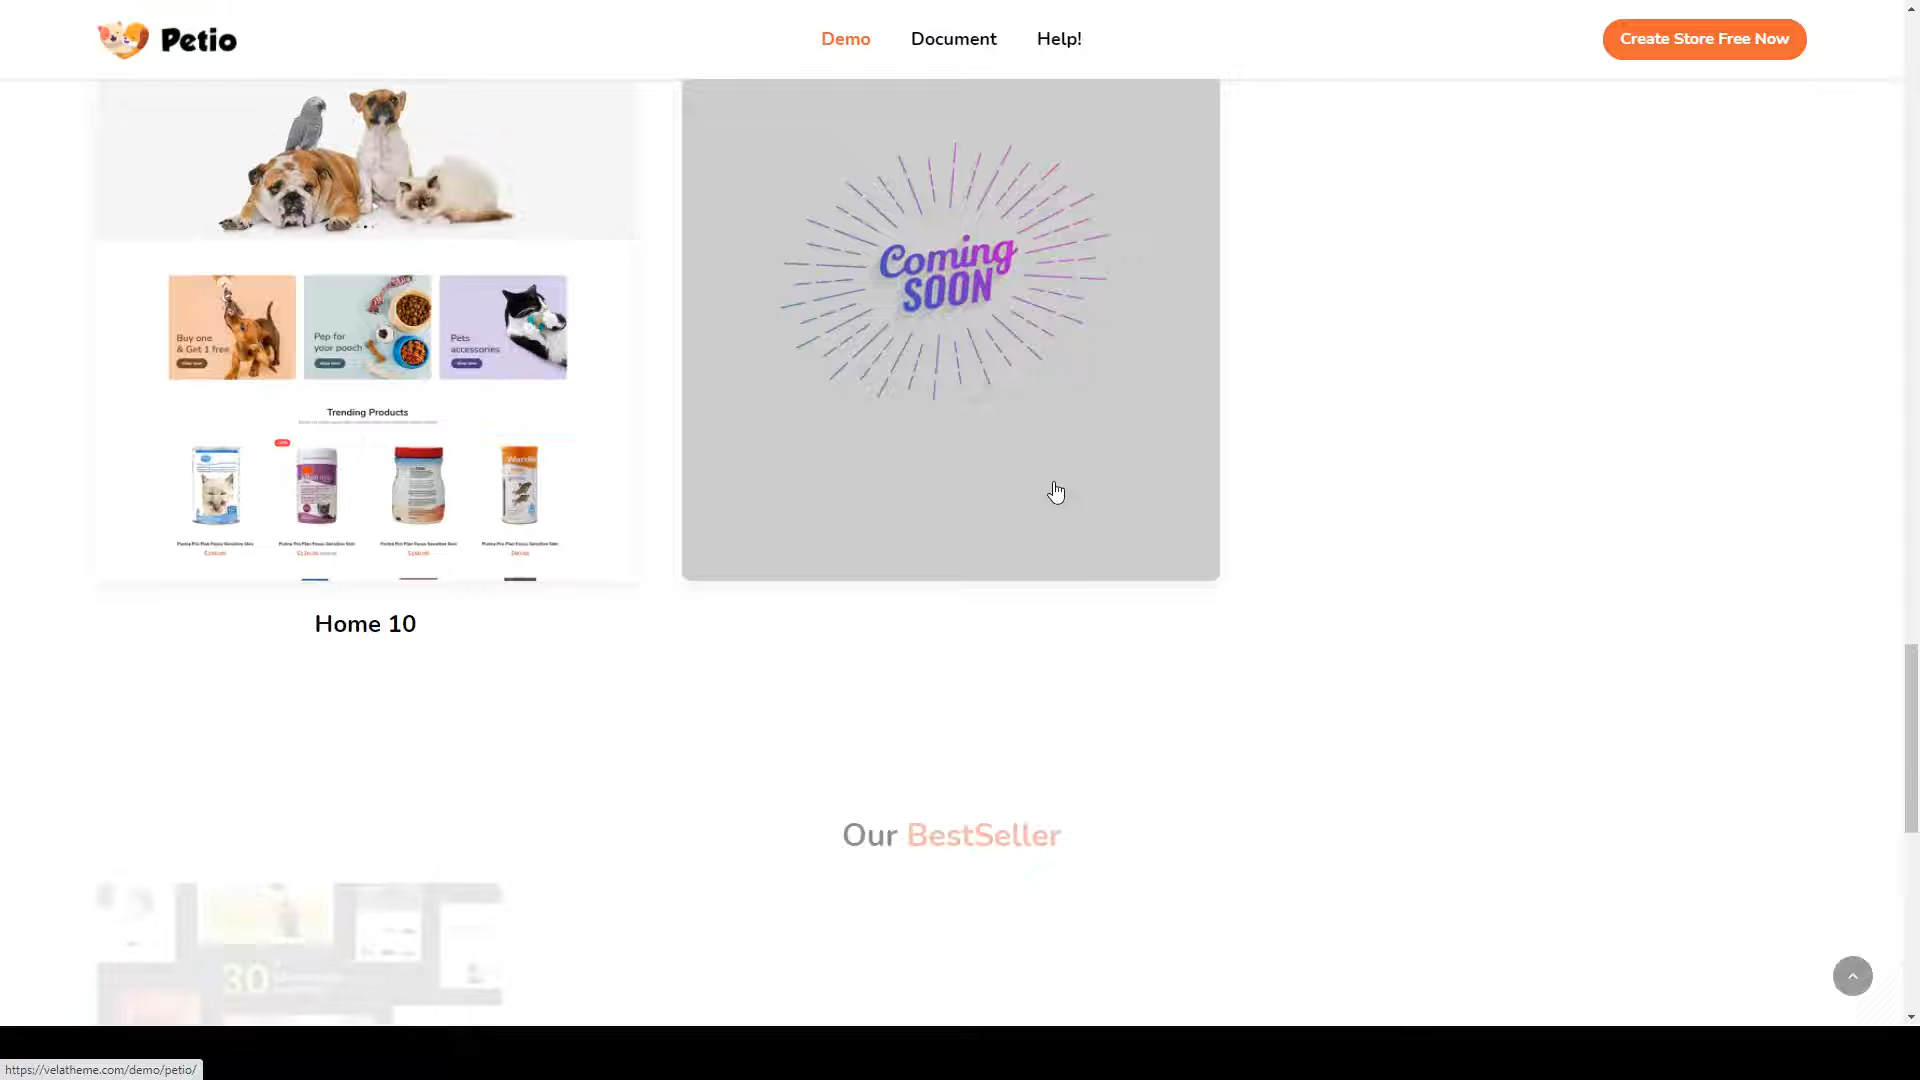 Petio
Demo
Document
Help!
Create Store Free Now
Coming
SOON
Buy one
& Get 1 free
Pep for
your pooch
Pets
accessories
Trending Products
Home 10
Our BestSeller
30
https://velatheme.com/demo/petio/